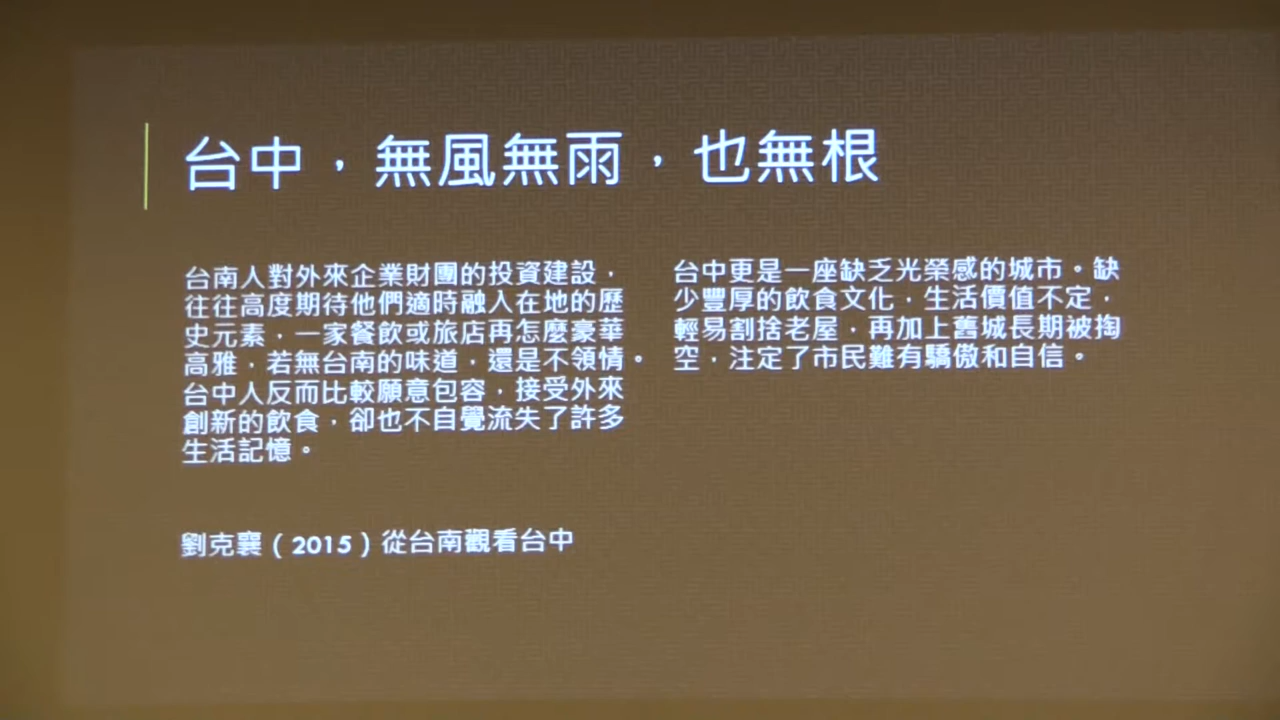 台中，無風無雨，也無根
台南人對外來企業財團的投資建設，
往往高度期待他們適時融入在地的歷
史元素，一家餐飲或旅店再怎麼豪華
高雅，若無台南的味道，還是不領情。
台中人反而比較願意包容，接受外來
創新的飲食，卻也不自覺流失了許多
生活記憶。
劉克襄（2015）從台南觀看台中
台中更是一座缺乏光榮感的城市。缺
少豐厚的飲食文化，生活價值不定，
輕易割捨老屋，再加上舊城長期被掏
空，注定了市民難有驕傲和自信。